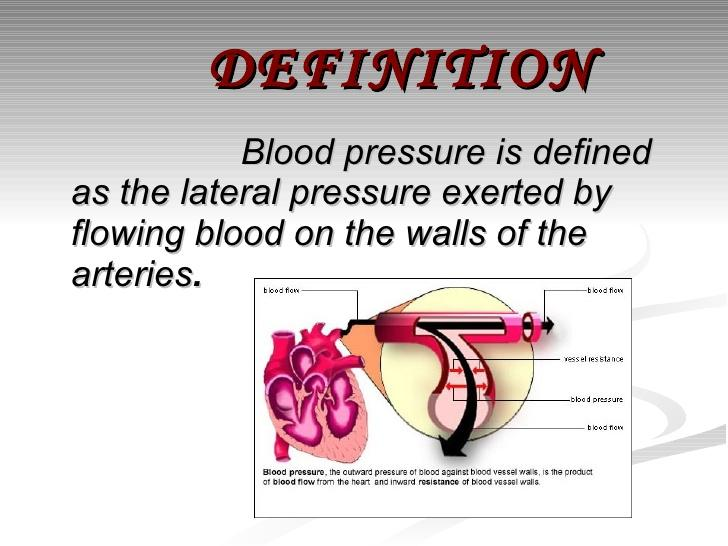 DEFINITION
Blood pressure is defined
as the lateral pressure exerted by
flowing blood on the walls of the
arteries.
blood flow
blood flow
vessel resistance
blood pressure
blood flow
Blood pressure, the outward pressure of blood against blood vessel walls, is the product
of blood flow from the heart and inward resistance of blood vessel walls.